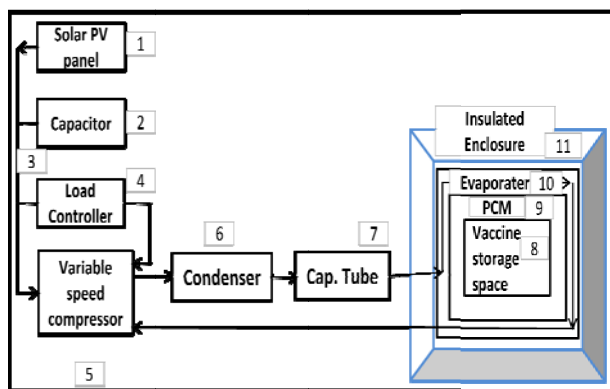 Solar PV
panel
1
Capacitor
2
3
4
Load
Controller
Variable
speed
compressor
5
6
Condenser
7
Cap. Tube
Insulated
Enclosure
11
Evaporater 10
PCM 9
Vaccine
storage 8
space